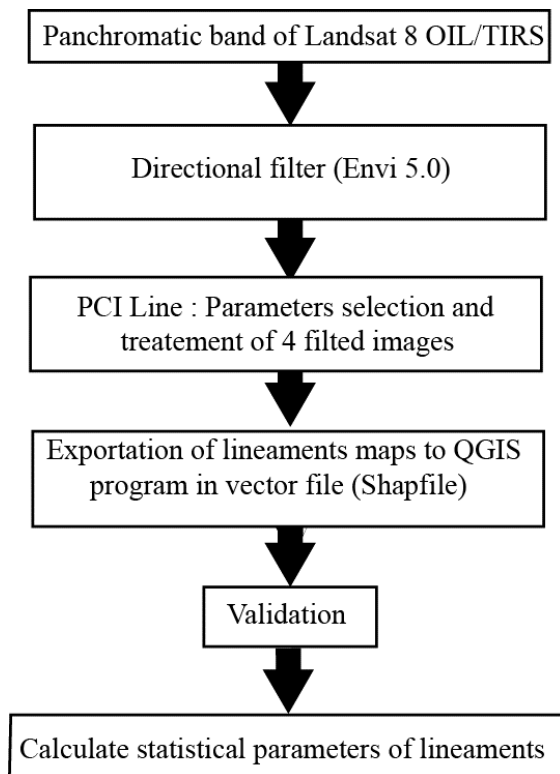 Panchromatic band of Landsat 8 OIL/TIRS
Directional filter (Envi 5.0)
PCI Line : Parameters selection and
treatement of 4 filted images
Exportation of lineaments maps to QGIS
program in vector file (Shapfile)
Validation
Calculate statistical parameters of lineaments